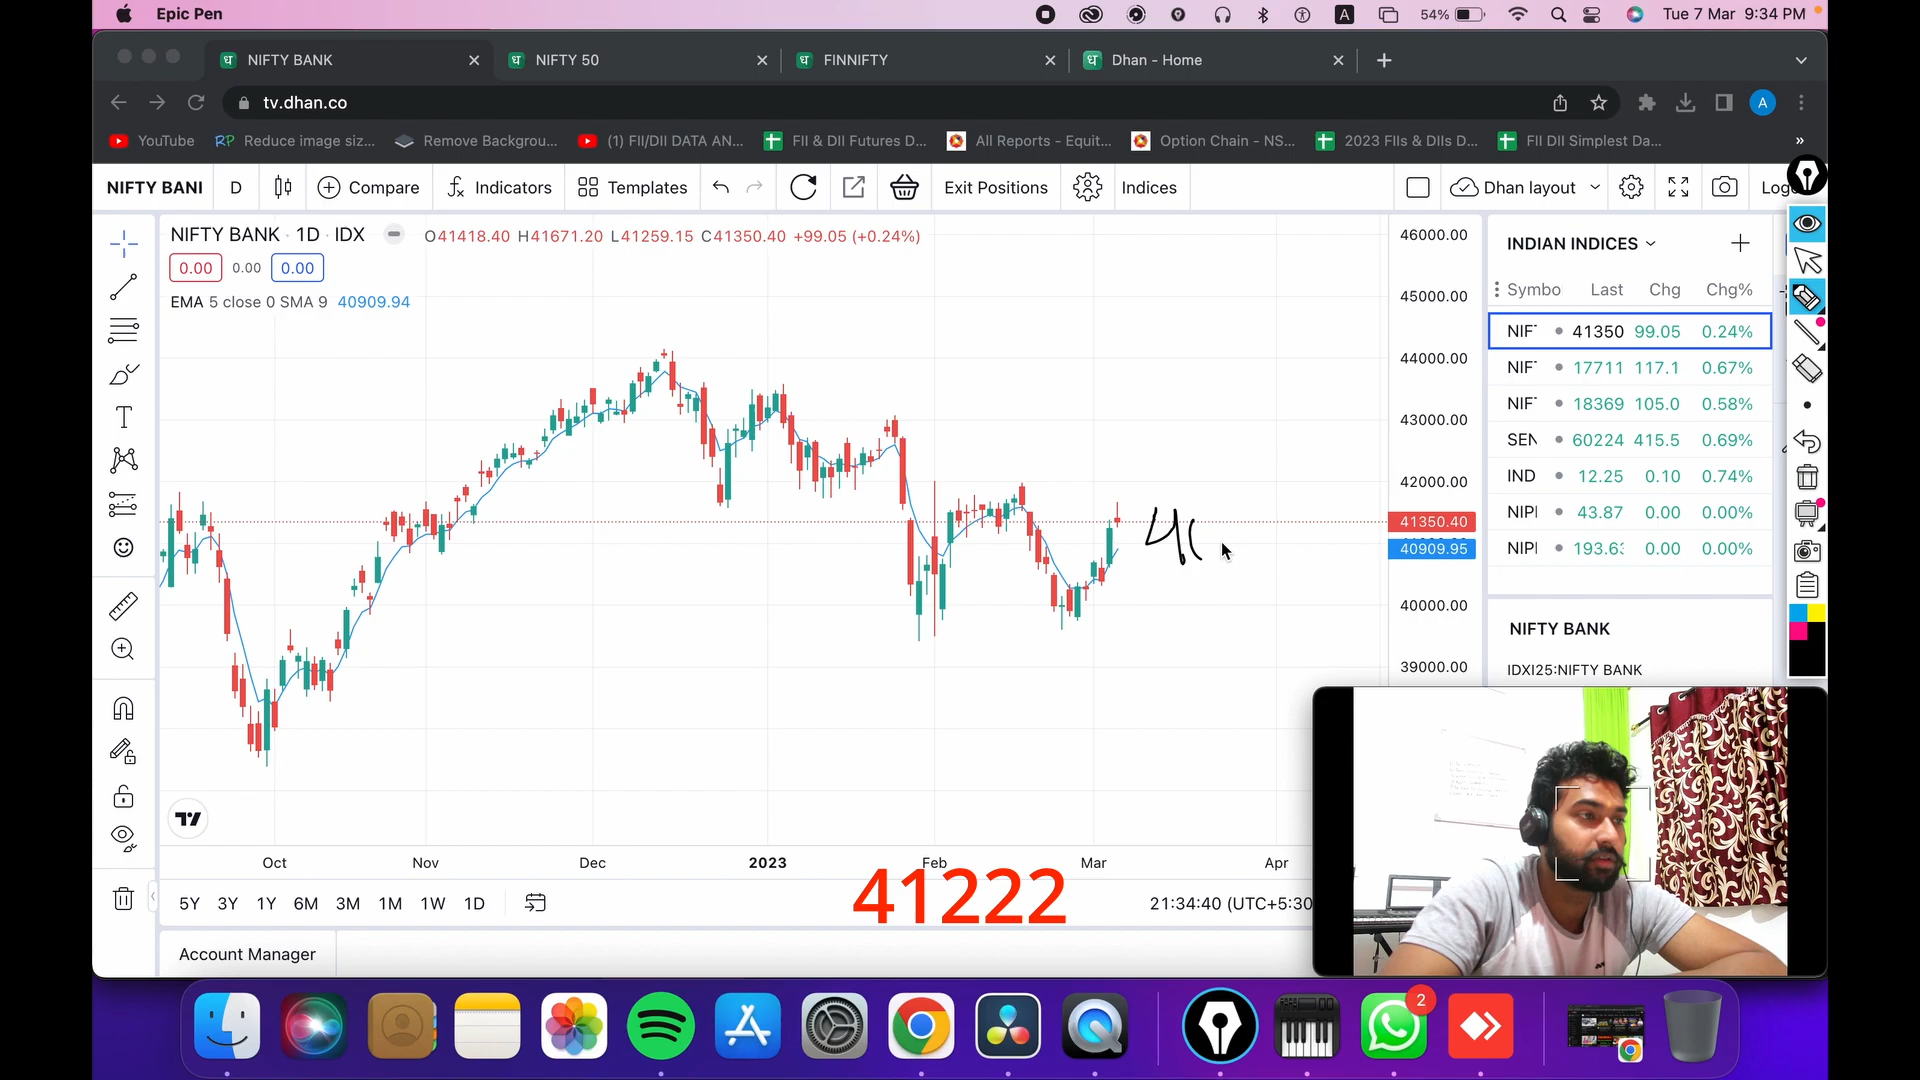 Epic Pen
A
54%
Tue 7 Mar 9:34 PM
NIFTY BANK
NIFTY 50
FINNIFTY
Dhan - Home
tv.dhan.co
A
YouTube
RP Reduce image siz...
Remove Backgrou...
(1) FII/DII DATA AN...
FII & DII Futures D...
All Reports - Equit...
Option Chain - NS...
2023 FIIs & DIIs D...
FII DII Simplest Da...
»
NIFTY BANI
D
Compare
Indicators
Templates
Exit Positions
Indices
Dhan layout
NIFTY BANK · 1D · IDX
O41418.40 H41671.20 L41259.15 C41350.40 +99.05 (+0.24%)
0.00 0.00 0.00
EMA 5 close 0 SMA 9 40909.94
46000.00
45000.00
44000.00
43000.00
42000.00
41350.40
40909.95
40000.00
39000.00
INDIAN INDICES
Symbo Last Chg Chg%
41350 99.05 0.24%
17711 117.1 0.67%
18369 105.0 0.58%
SEN 60224 415.5 0.69%
IND 12.25 0.10 0.74%
NIPI 43.87 0.00 0.00%
NIPI 193.6 0.00 0.00%
NIFTY BANK
IDXI25:NIFTY BANK
Oct Nov Dec 2023 Feb Mar Apr
41222
5Y 3Y 1Y 6M 3M 1M 1W 1D
21:34:40 (UTC+5:30
Account Manager
2